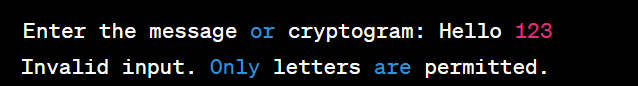 Enter the message or cryptogram: Hello 123
Invalid input. Only letters are permitted.